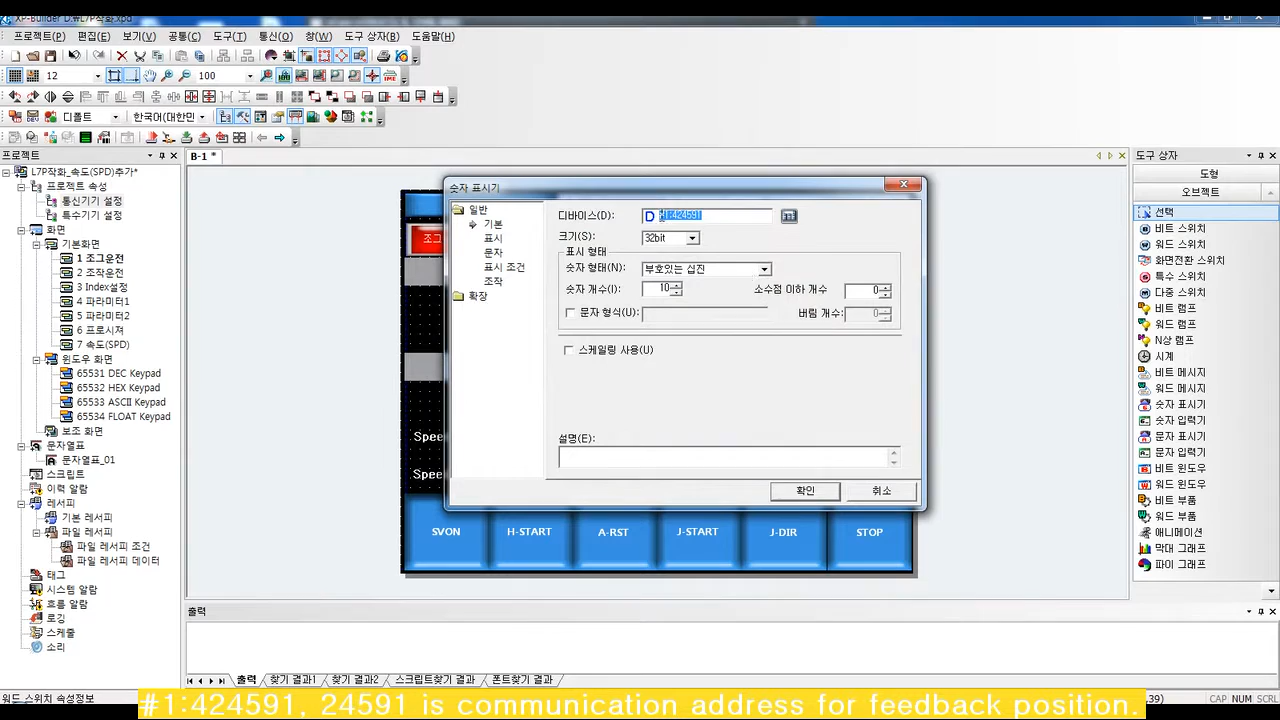 XP-Builder D:₩L7P작화.xpd
프로젝트(P) 편집(E) 보기(V) 공통(C) 도구(T) 통신(O) 창(W) 도구 상자(B) 도움말(H)
12 100
디폴트 한국어(대한민
프로젝트
B-1 *
도구 상자
L7P작화_속도(SPD)추가*
프로젝트 속성
통신기기 설정
특수기기 설정
화면
기본화면
1 조그운전
2 조작운전
3 Index설정
4 파라미터1
5 파라미터2
6 프로시져
7 속도(SPD)
윈도우 화면
65531 DEC Keypad
65532 HEX Keypad
65533 ASCII Keypad
65534 FLOAT Keypad
보조 화면
문자열표
문자열표_01
스크립트
이력 알람
레서피
기본 레서피
파일 레서피
파일 레서피 조건
파일 레서피 데이터
태그
시스템 알람
흐름 알람
로깅
스케줄
소리
조그
Spee
Spee
SVON H-START A-RST J-START J-DIR STOP
숫자 표시기
일반
기본
표시
문자
표시 조건
조작
확장
디바이스(D): D #1:424591
크기(S): 32bit
표시 형태
숫자 형태(N): 부호있는 십진
숫자 개수(I): 10 소수점 이하 개수 0
문자 형식(U): 버림 개수: 0
스케일링 사용(U)
설명(E):
확인 취소
도형
오브젝트
선택
비트 스위치
워드 스위치
화면전환 스위치
특수 스위치
다중 스위치
비트 램프
워드 램프
N상 램프
시계
비트 메시지
워드 메시지
숫자 표시기
숫자 입력기
문자 표시기
문자 입력기
비트 윈도우
워드 윈도우
비트 부품
워드 부품
애니메이션
막대 그래프
파이 그래프
출력
출력 찾기 결과1 찾기 결과2 스크립트찾기 결과 폰트찾기 결과
워드 스위치 속성정보
39) CAP NUM SCRL
#1:424591, 24591 is communication address for feedback position.